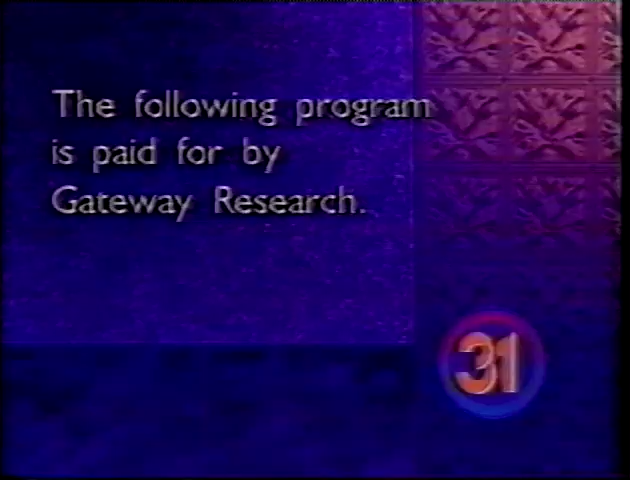 The following program
is paid for by
Gateway Research.
31